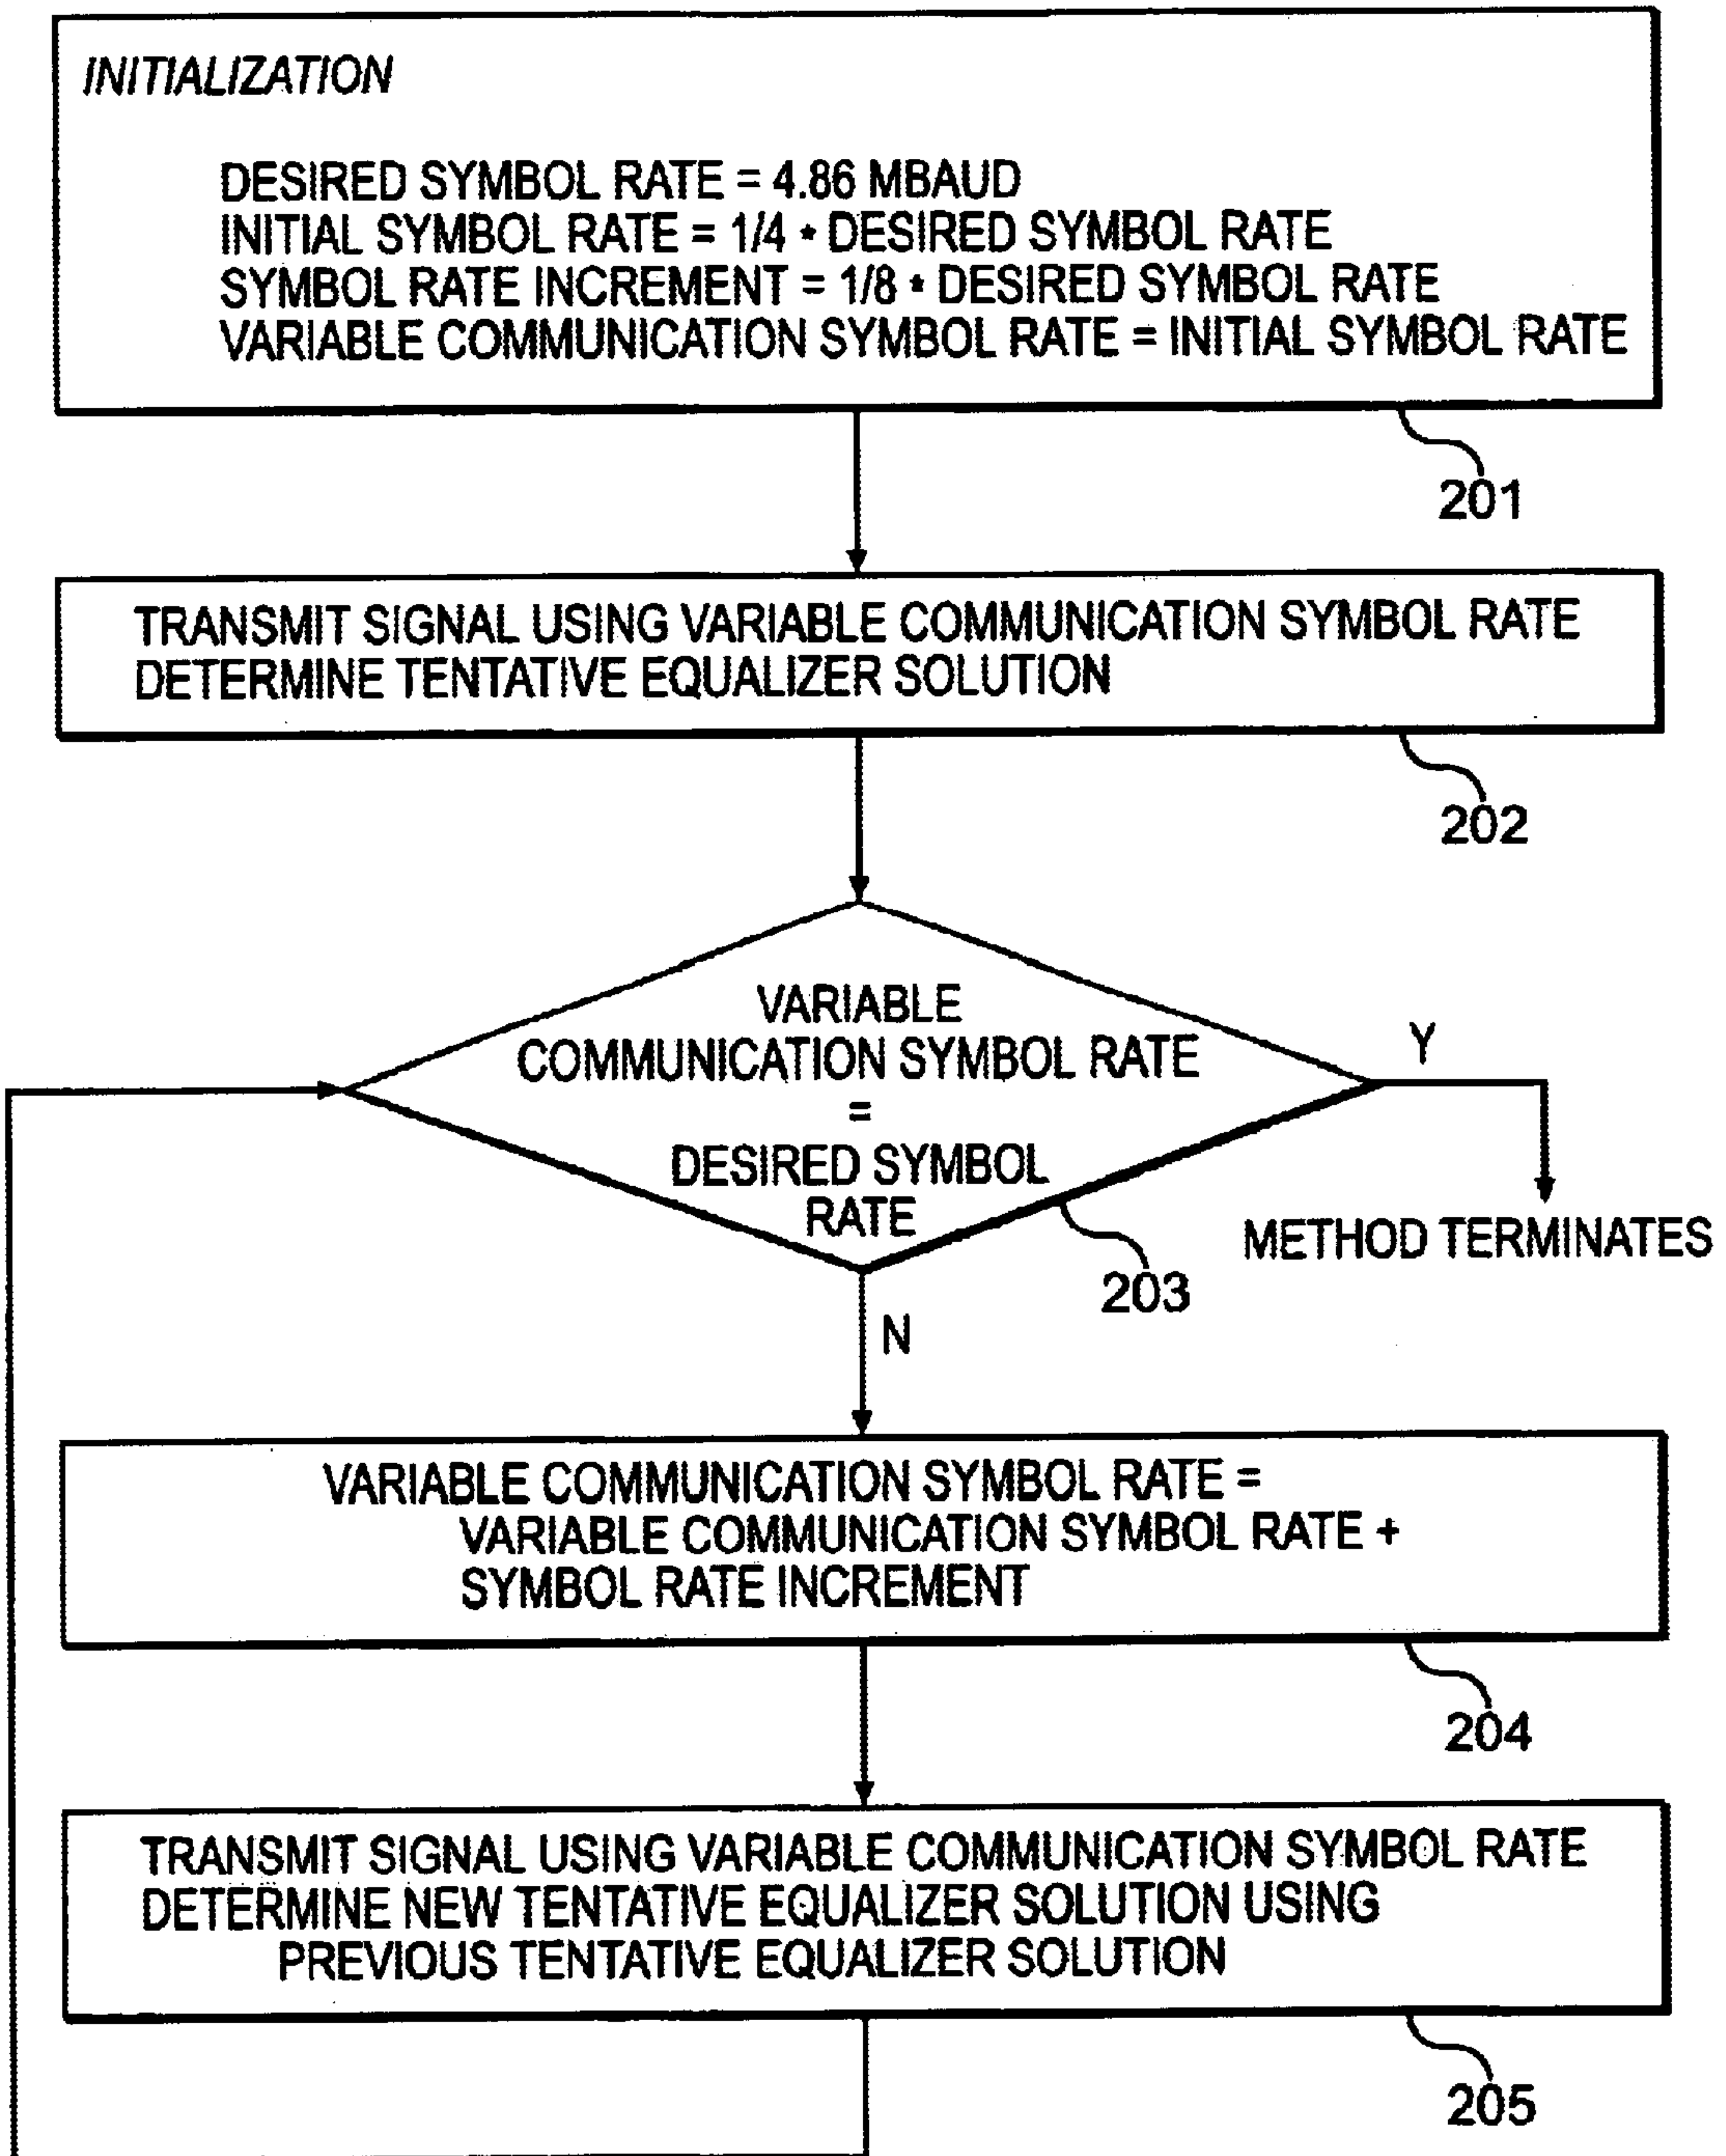 INITIALIZATION
DESIRED SYMBOL RATE = 4.86 MBAUD
INITIAL SYMBOL RATE = 1/4 * DESIRED SYMBOL RATE
SYMBOL RATE INCREMENT = 1/8 * DESIRED SYMBOL RATE
VARIABLE COMMUNICATION SYMBOL RATE = INITIAL SYMBOL RATE
201
TRANSMIT SIGNAL USING VARIABLE COMMUNICATION SYMBOL RATE
DETERMINE TENTATIVE EQUALIZER SOLUTION
202
VARIABLE
COMMUNICATION SYMBOL RATE
=
DESIRED SYMBOL
RATE
Y
METHOD TERMINATES
203
N
VARIABLE COMMUNICATION SYMBOL RATE =
VARIABLE COMMUNICATION SYMBOL RATE +
SYMBOL RATE INCREMENT
204
TRANSMIT SIGNAL USING VARIABLE COMMUNICATION SYMBOL RATE
DETERMINE NEW TENTATIVE EQUALIZER SOLUTION USING
PREVIOUS TENTATIVE EQUALIZER SOLUTION
205